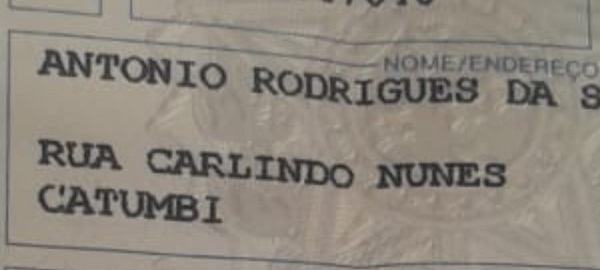 NOME/ENDEREÇO
ANTONIO RODRIGUES DA S
RUA CARLINDO NUNES
CATUMBI